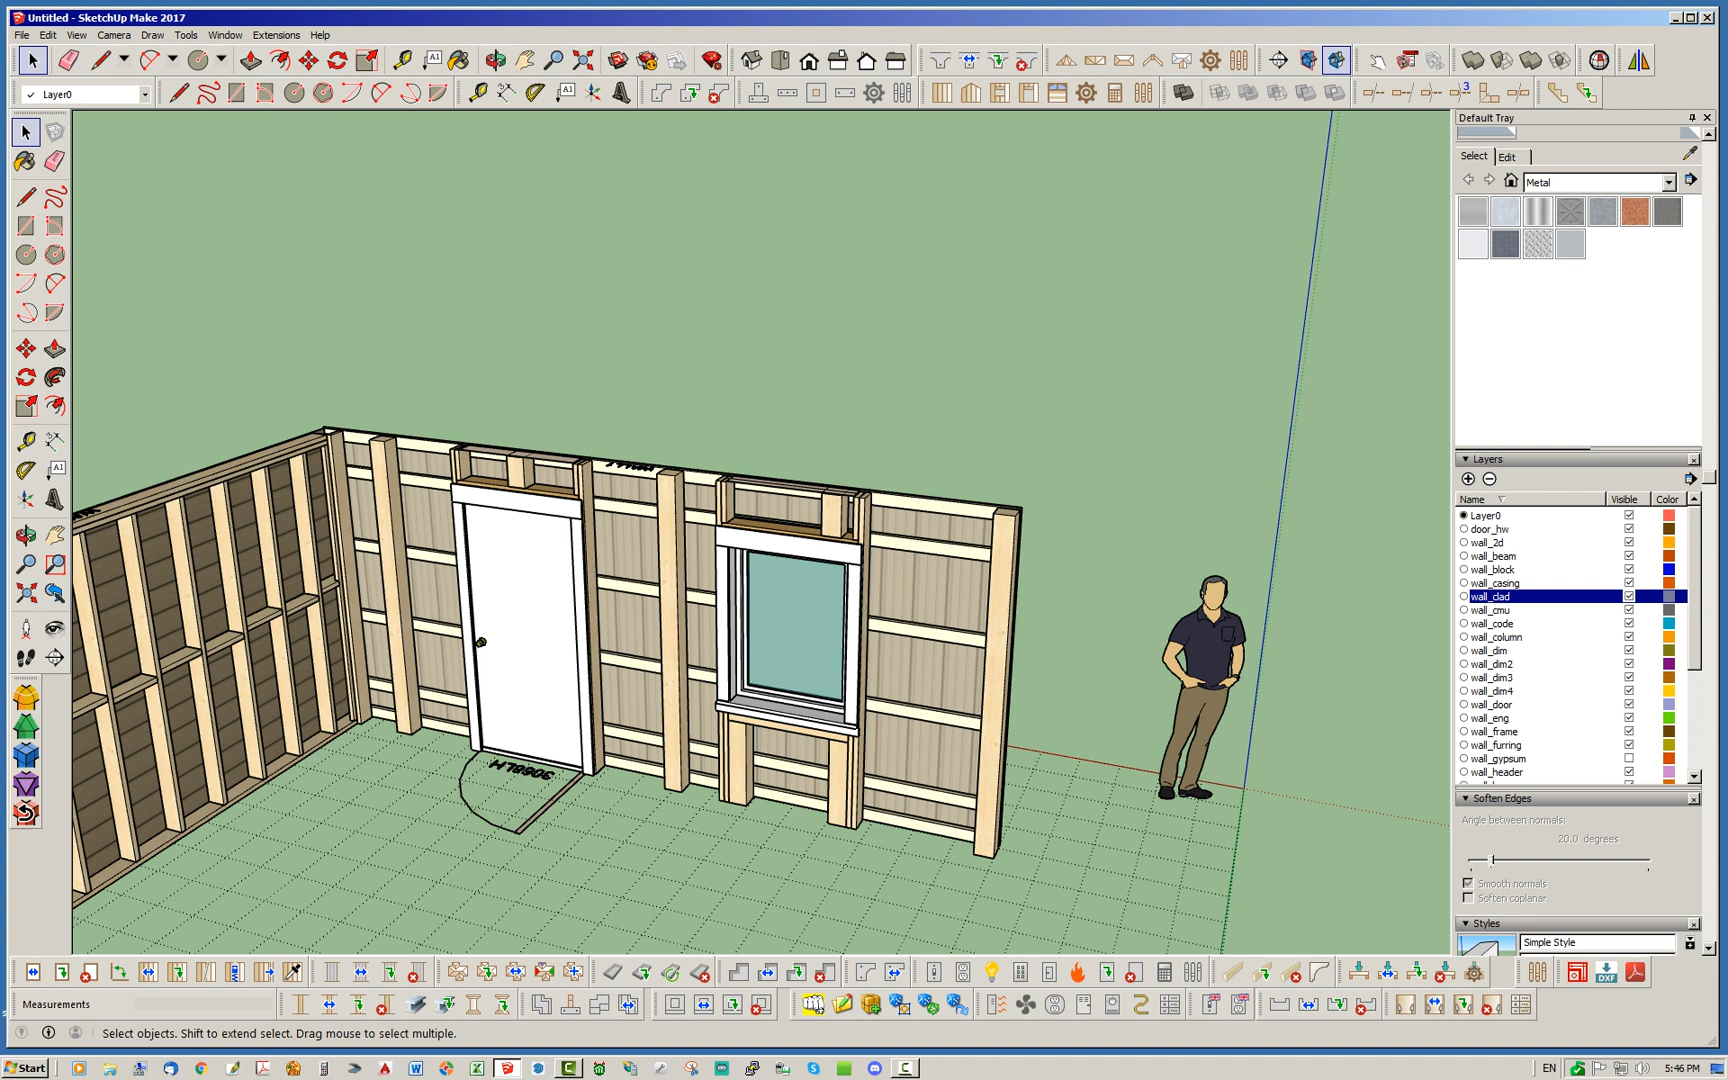 Untitled - SketchUp Make 2017
File Edit View Camera Draw Tools Window Extensions Help
Layer0
Default Tray
Select Edit
Metal
Layers
Name Visible Color
Layer0
door_hw
wall_2d
wall_beam
wall_block
wall_casing
wall_clad
wall_cmu
wall_code
wall_column
wall_dim
wall_dim2
wall_dim3
wall_dim4
wall_door
wall_eng
wall_frame
wall_furring
wall_gypsum
wall_header
3068LH
Soften Edges
Angle between normals:
20.0 degrees
Smooth normals
Soften coplanar
Styles
Simple Style
Measurements
Select objects. Shift to extend select. Drag mouse to select multiple.
Start
EN
5:46 PM